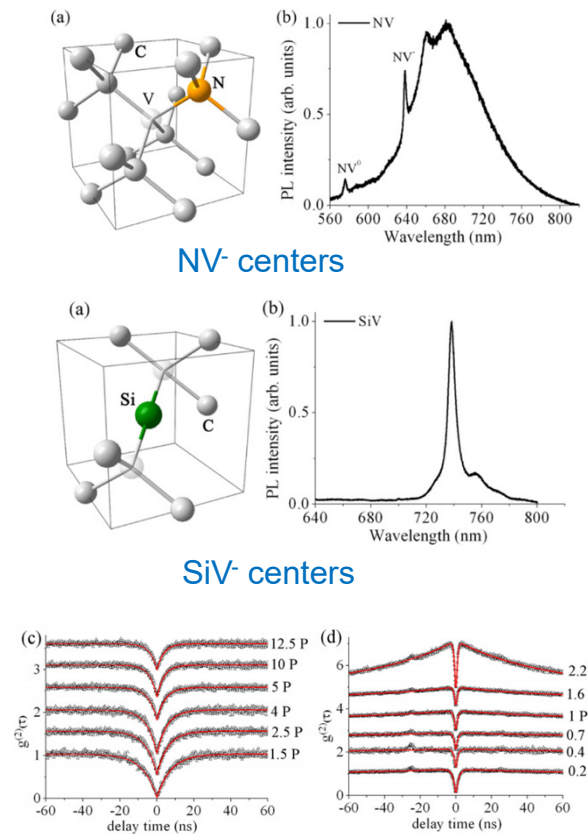 (a)
C
V
N
(b)
NV
NV⁰
NV⁻
PL intensity (arb. units)
1.0
0.5
0.0
560 600 640 680 720 760 800
Wavelength (nm)
NV⁻ centers
(a)
Si
C
(b)
SiV
PL intensity (arb. units)
1.0
0.5
0.0
640 680 720 760 800
Wavelength (nm)
SiV⁻ centers
(c)
12.5 P
10 P
5 P
4 P
2.5 P
1.5 P
g⁽²⁾(τ)
3
2
1
0
-60 -40 -20 0 20 40 60
delay time (ns)
(d)
2.2
1.6
1 P
0.7
0.4
0.2
g⁽²⁾(τ)
6
4
2
0
-60 -40 -20 0 20 40 60
delay time (ns)